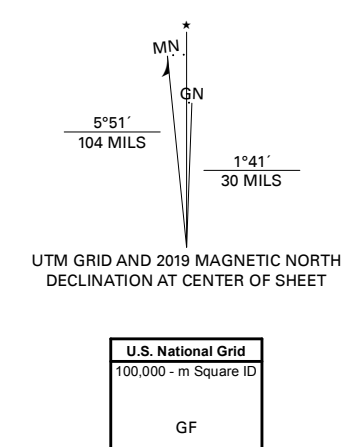 ★
MN
GN
5°51´
104 MILS
1°41´
30 MILS
UTM GRID AND 2019 MAGNETIC NORTH
DECLINATION AT CENTER OF SHEET
U.S. National Grid
100,000 - m Square ID
GF